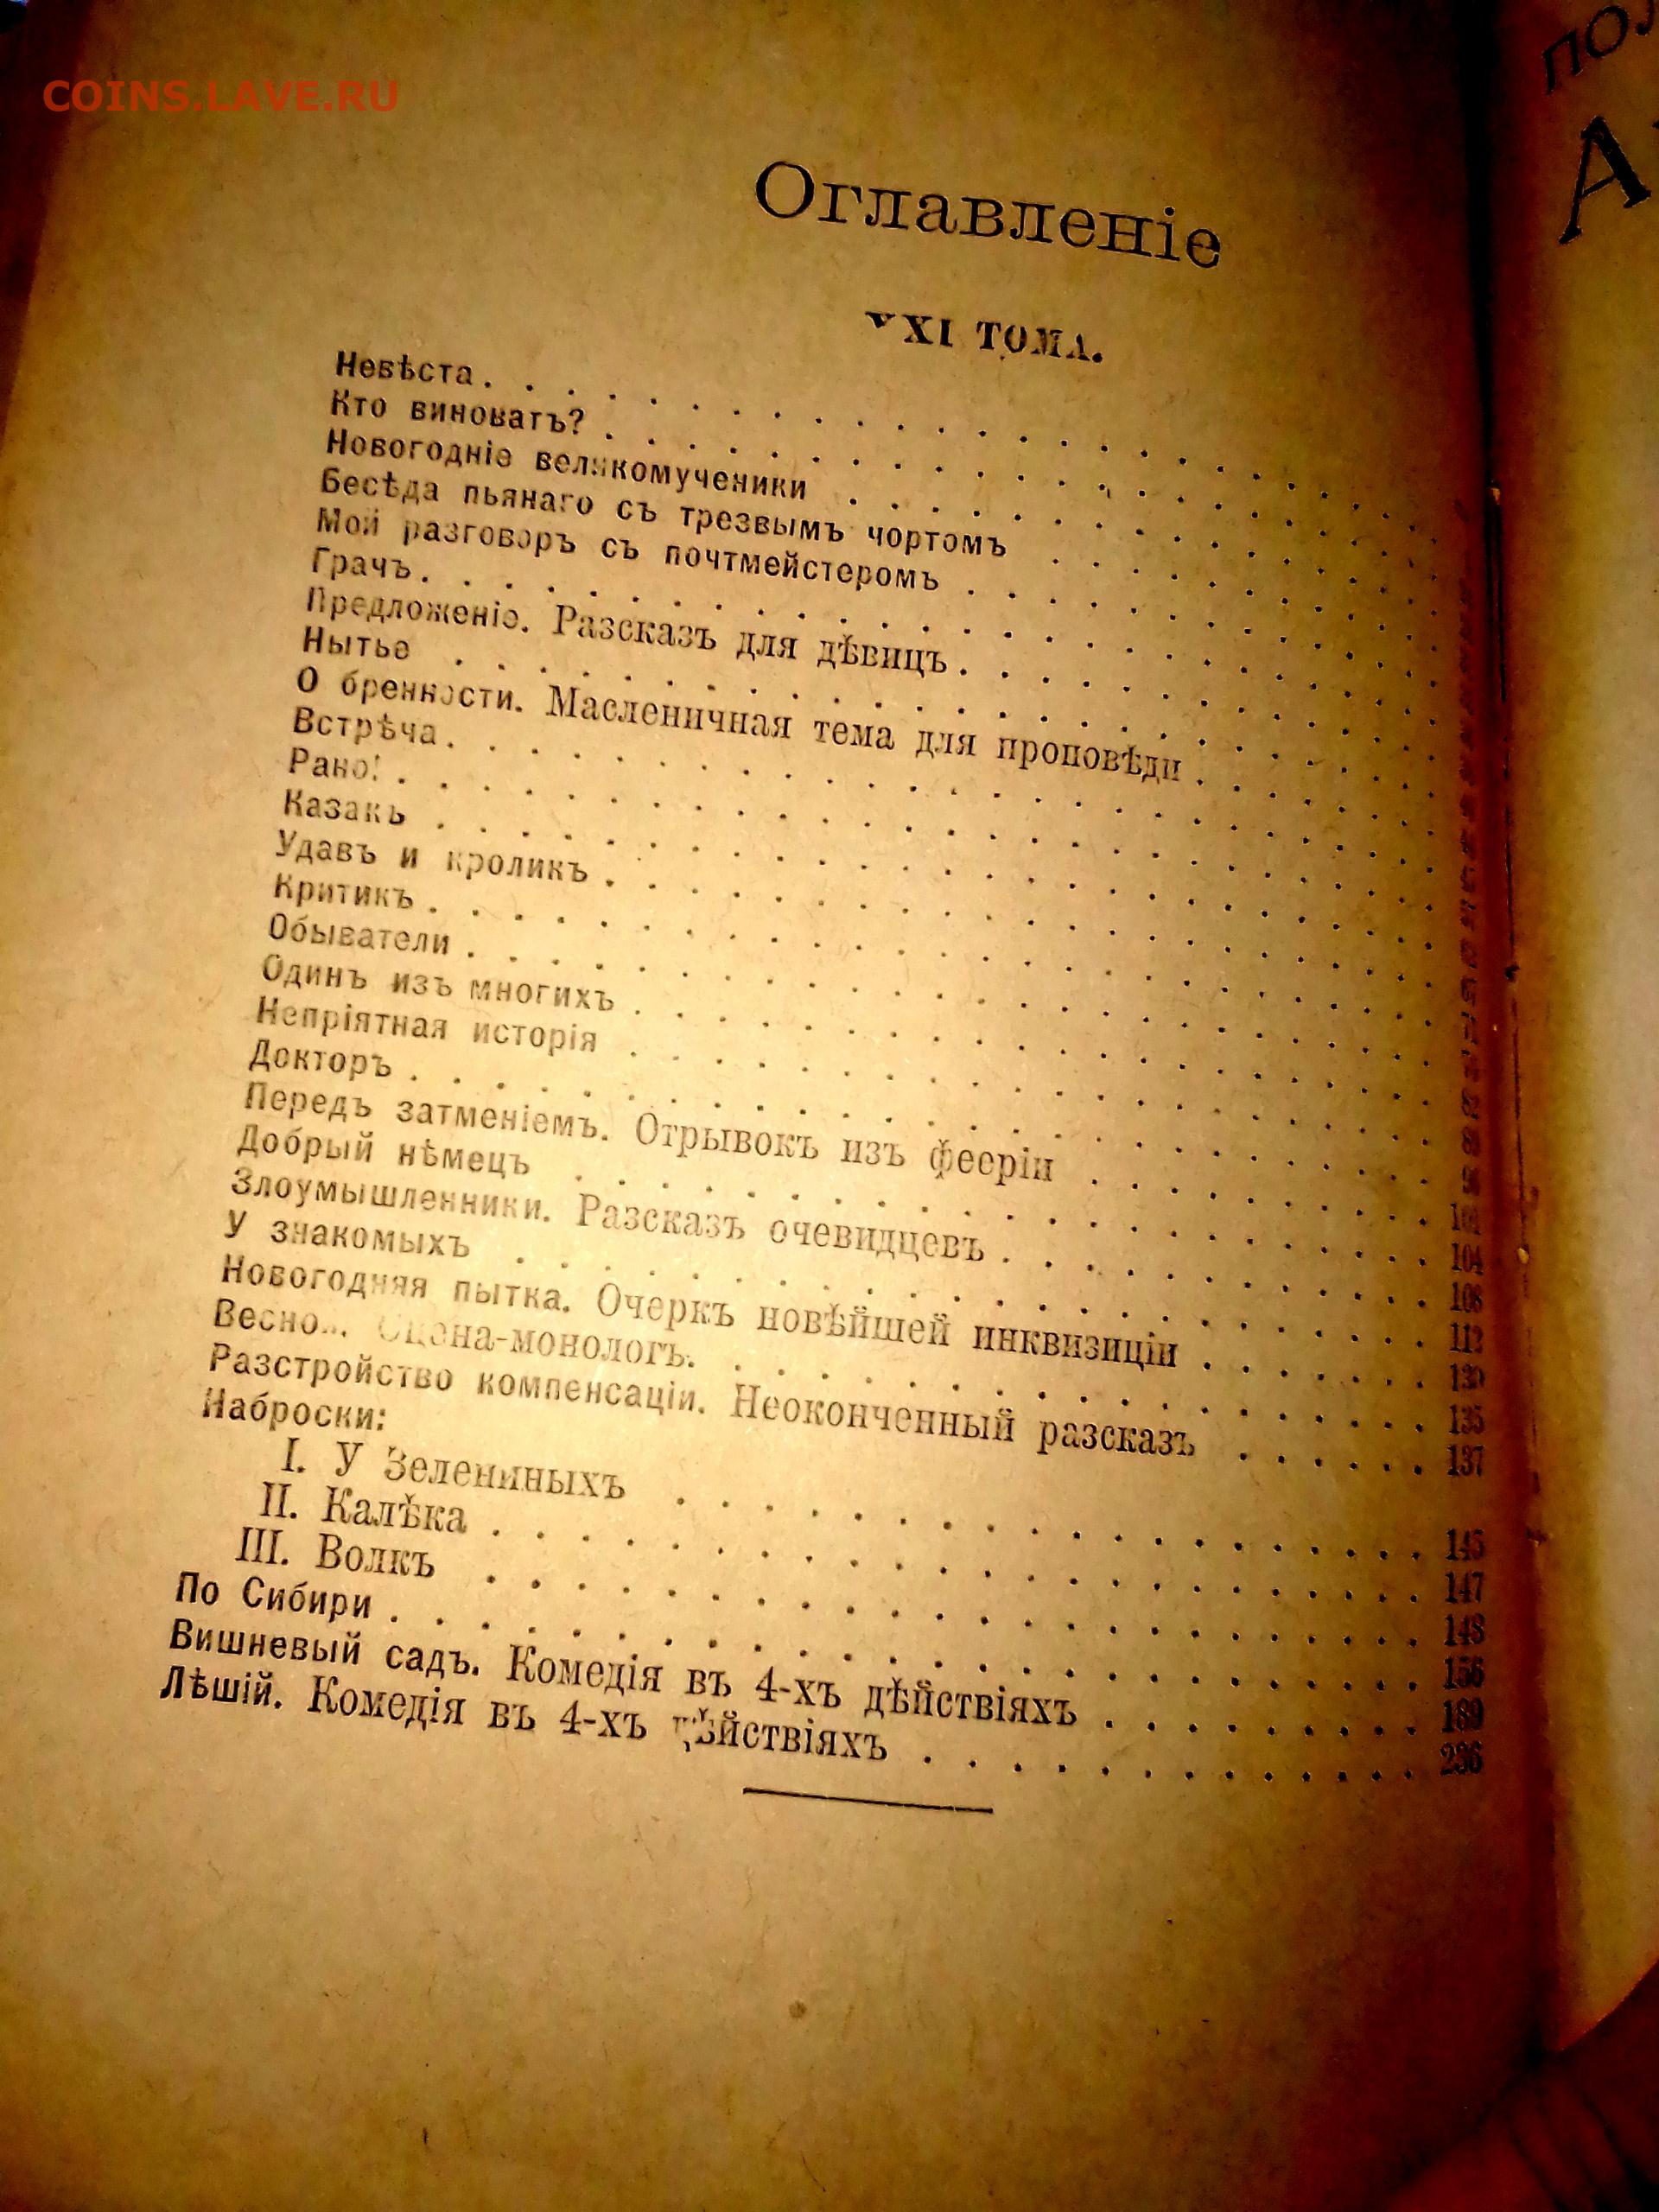 COINS.LAVE.RU
ПОЛ
А
Оглавленіе
XXI ТОМА.
Невѣста
Кто виноватъ?
Новогодніе великомученики
Бесѣда пьянаго съ трезвымъ чортомъ
Мой разговоръ съ почтмейстеромъ
Грачъ
Предложеніе. Разсказъ для дѣвицъ
Нытье
О бренности. Масленичная тема для проповѣди
Встрѣча
Рано!
Казакъ
Удавъ и кроликъ
Критикъ
Обыватели
Одинъ изъ многихъ
Непріятная исторія
Докторъ
Передъ затменіемъ. Отрывокъ изъ феерін
Добрый нѣмецъ 101
Злоумышленники. Разсказъ очевидцевъ 104
У знакомыхъ 108
Новогодняя пытка. Очеркъ новѣйшей инквизиціи 112
Сцена-монологъ. 135
Разстройство компенсаціи. Неоконченный разсказъ 137
Наброски:
I. У Зелениныхъ 145
II. Калѣка 147
III. Волкъ 148
По Сибири 156
Вишневый садъ. Комедія въ 4-хъ дѣйствіяхъ 189
Лѣшій. Комедія въ 4-хъ дѣйствіяхъ 236